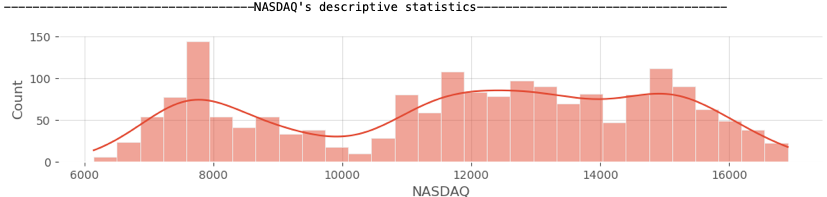 -----------------------------------NASDAQ's descriptive statistics-----------------------------------
150
100
50
0
Count
6000 8000 10000 12000 14000 16000
NASDAQ